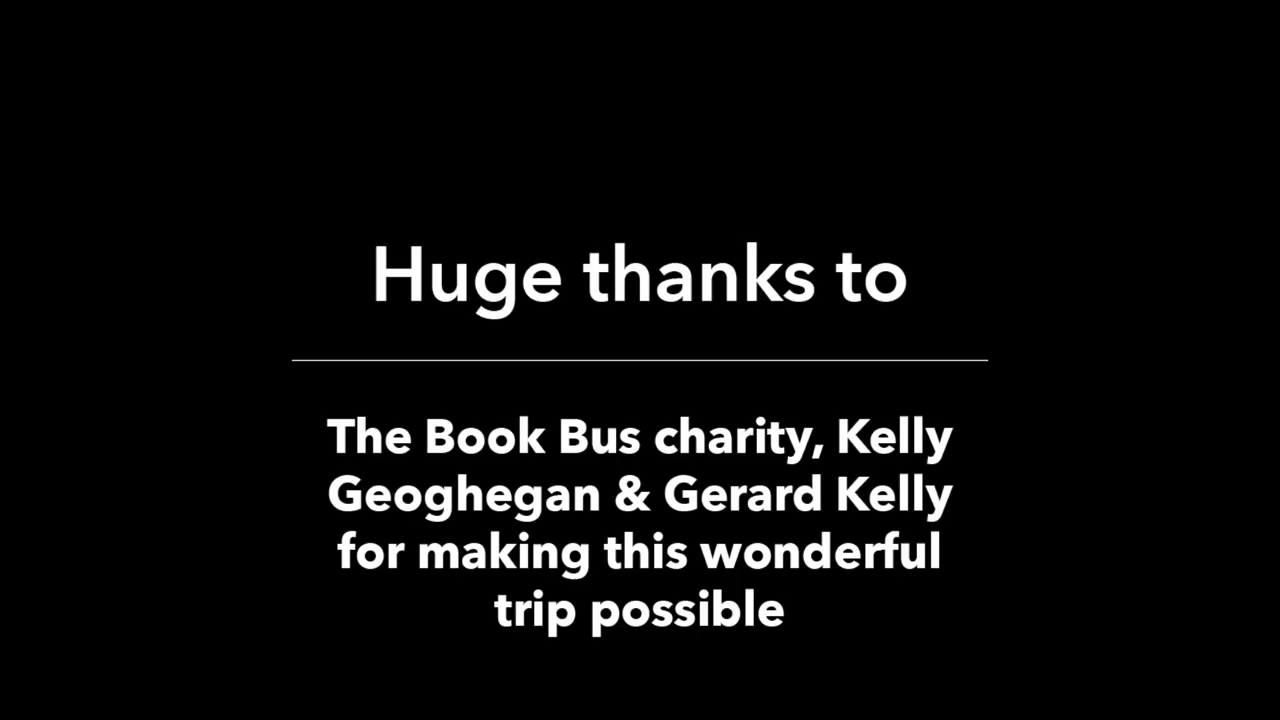 Huge thanks to
The Book Bus charity, Kelly
Geoghegan & Gerard Kelly
for making this wonderful
trip possible